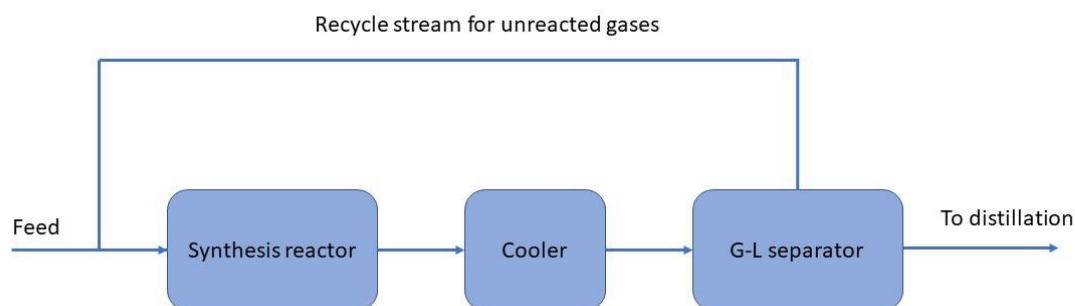 Recycle stream for unreacted gases
Feed
Synthesis reactor
Cooler
G-L separator
To distillation